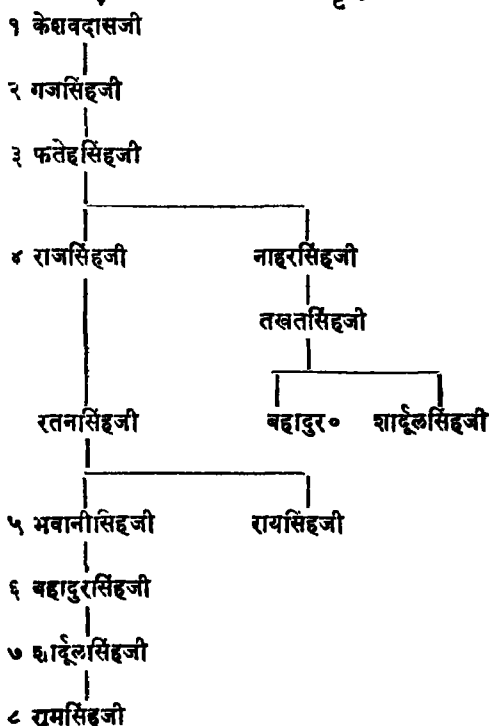 १ केशवदासजी
२ गजसिंहजी
३ फतेहसिंहजी
४ राजसिंहजी नाहरसिंहजी
तखतसिंहजी
रतनसिंहजी बहादुर० शार्दूलसिंहजी
५ भवानीसिंहजी रायसिंहजी
६ बहादुरसिंहजी
७ शार्दूलसिंहजी
८ रामसिंहजी